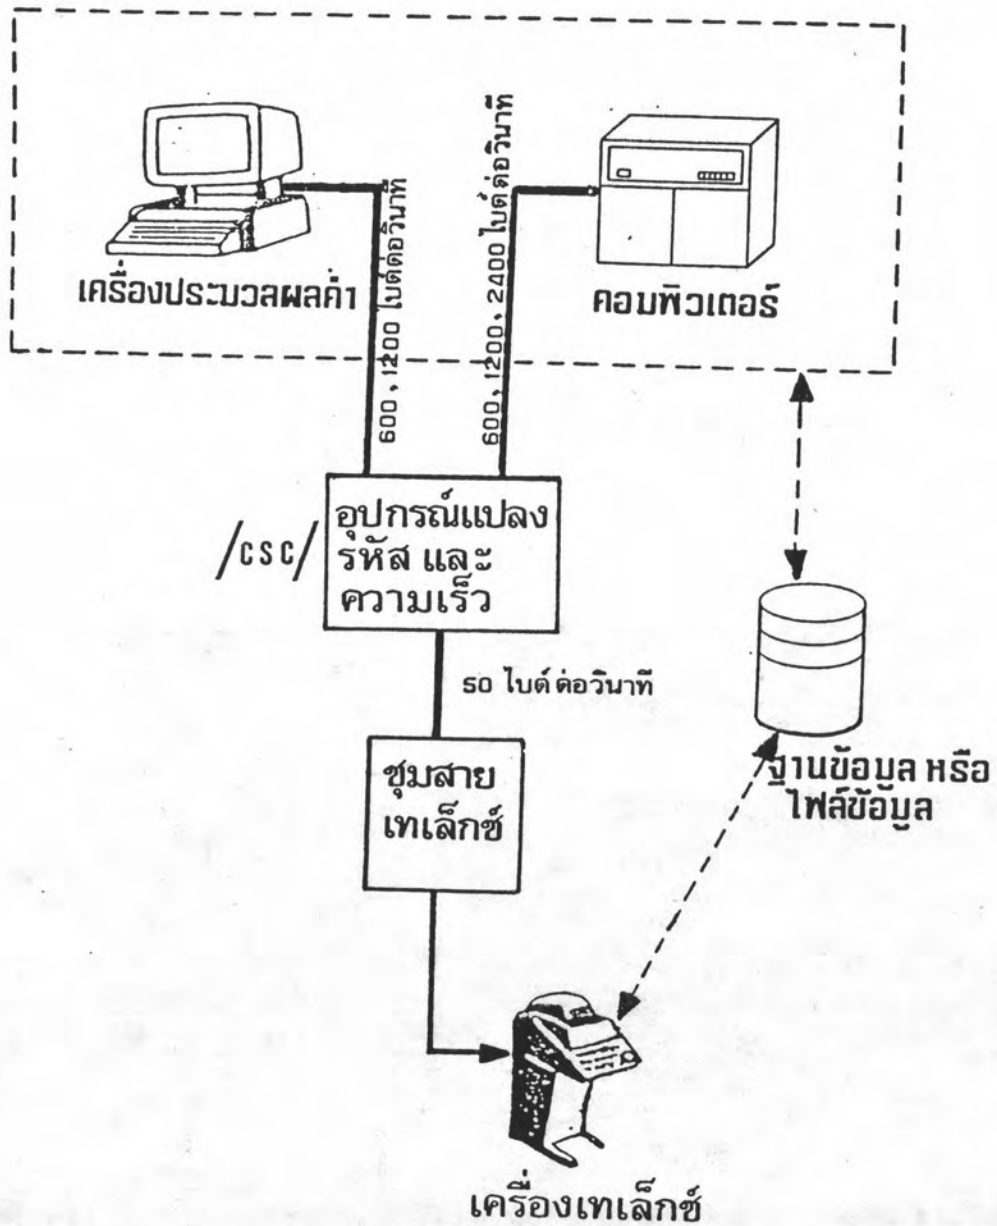 เครื่องประมวลผลคำ
600,1200 ไบต์ต่อวินาที
600,1200,2400 ไบต์ต่อวินาที
คอมพิวเตอร์
/CSC/
อุปกรณ์แปลง
รหัส และ
ความเร็ว
50 ไบต์ต่อวินาที
ชุมสาย
เทเล็กซ์
ฐานข้อมูล หรือ
ไฟล์ข้อมูล
เครื่องเทเล็กซ์